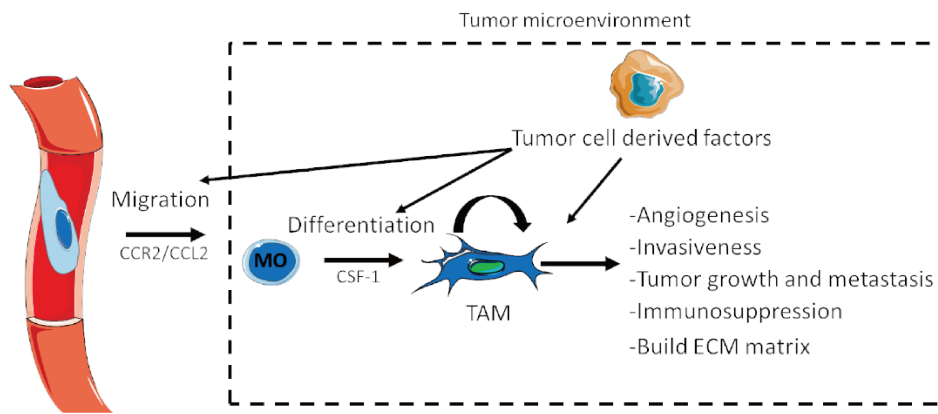 Tumor microenvironment
Tumor cell derived factors
Migration
CCR2/CCL2
Differentiation
MO
CSF-1
TAM
-Angiogenesis
-Invasiveness
-Tumor growth and metastasis
-Immunosuppression
-Build ECM matrix